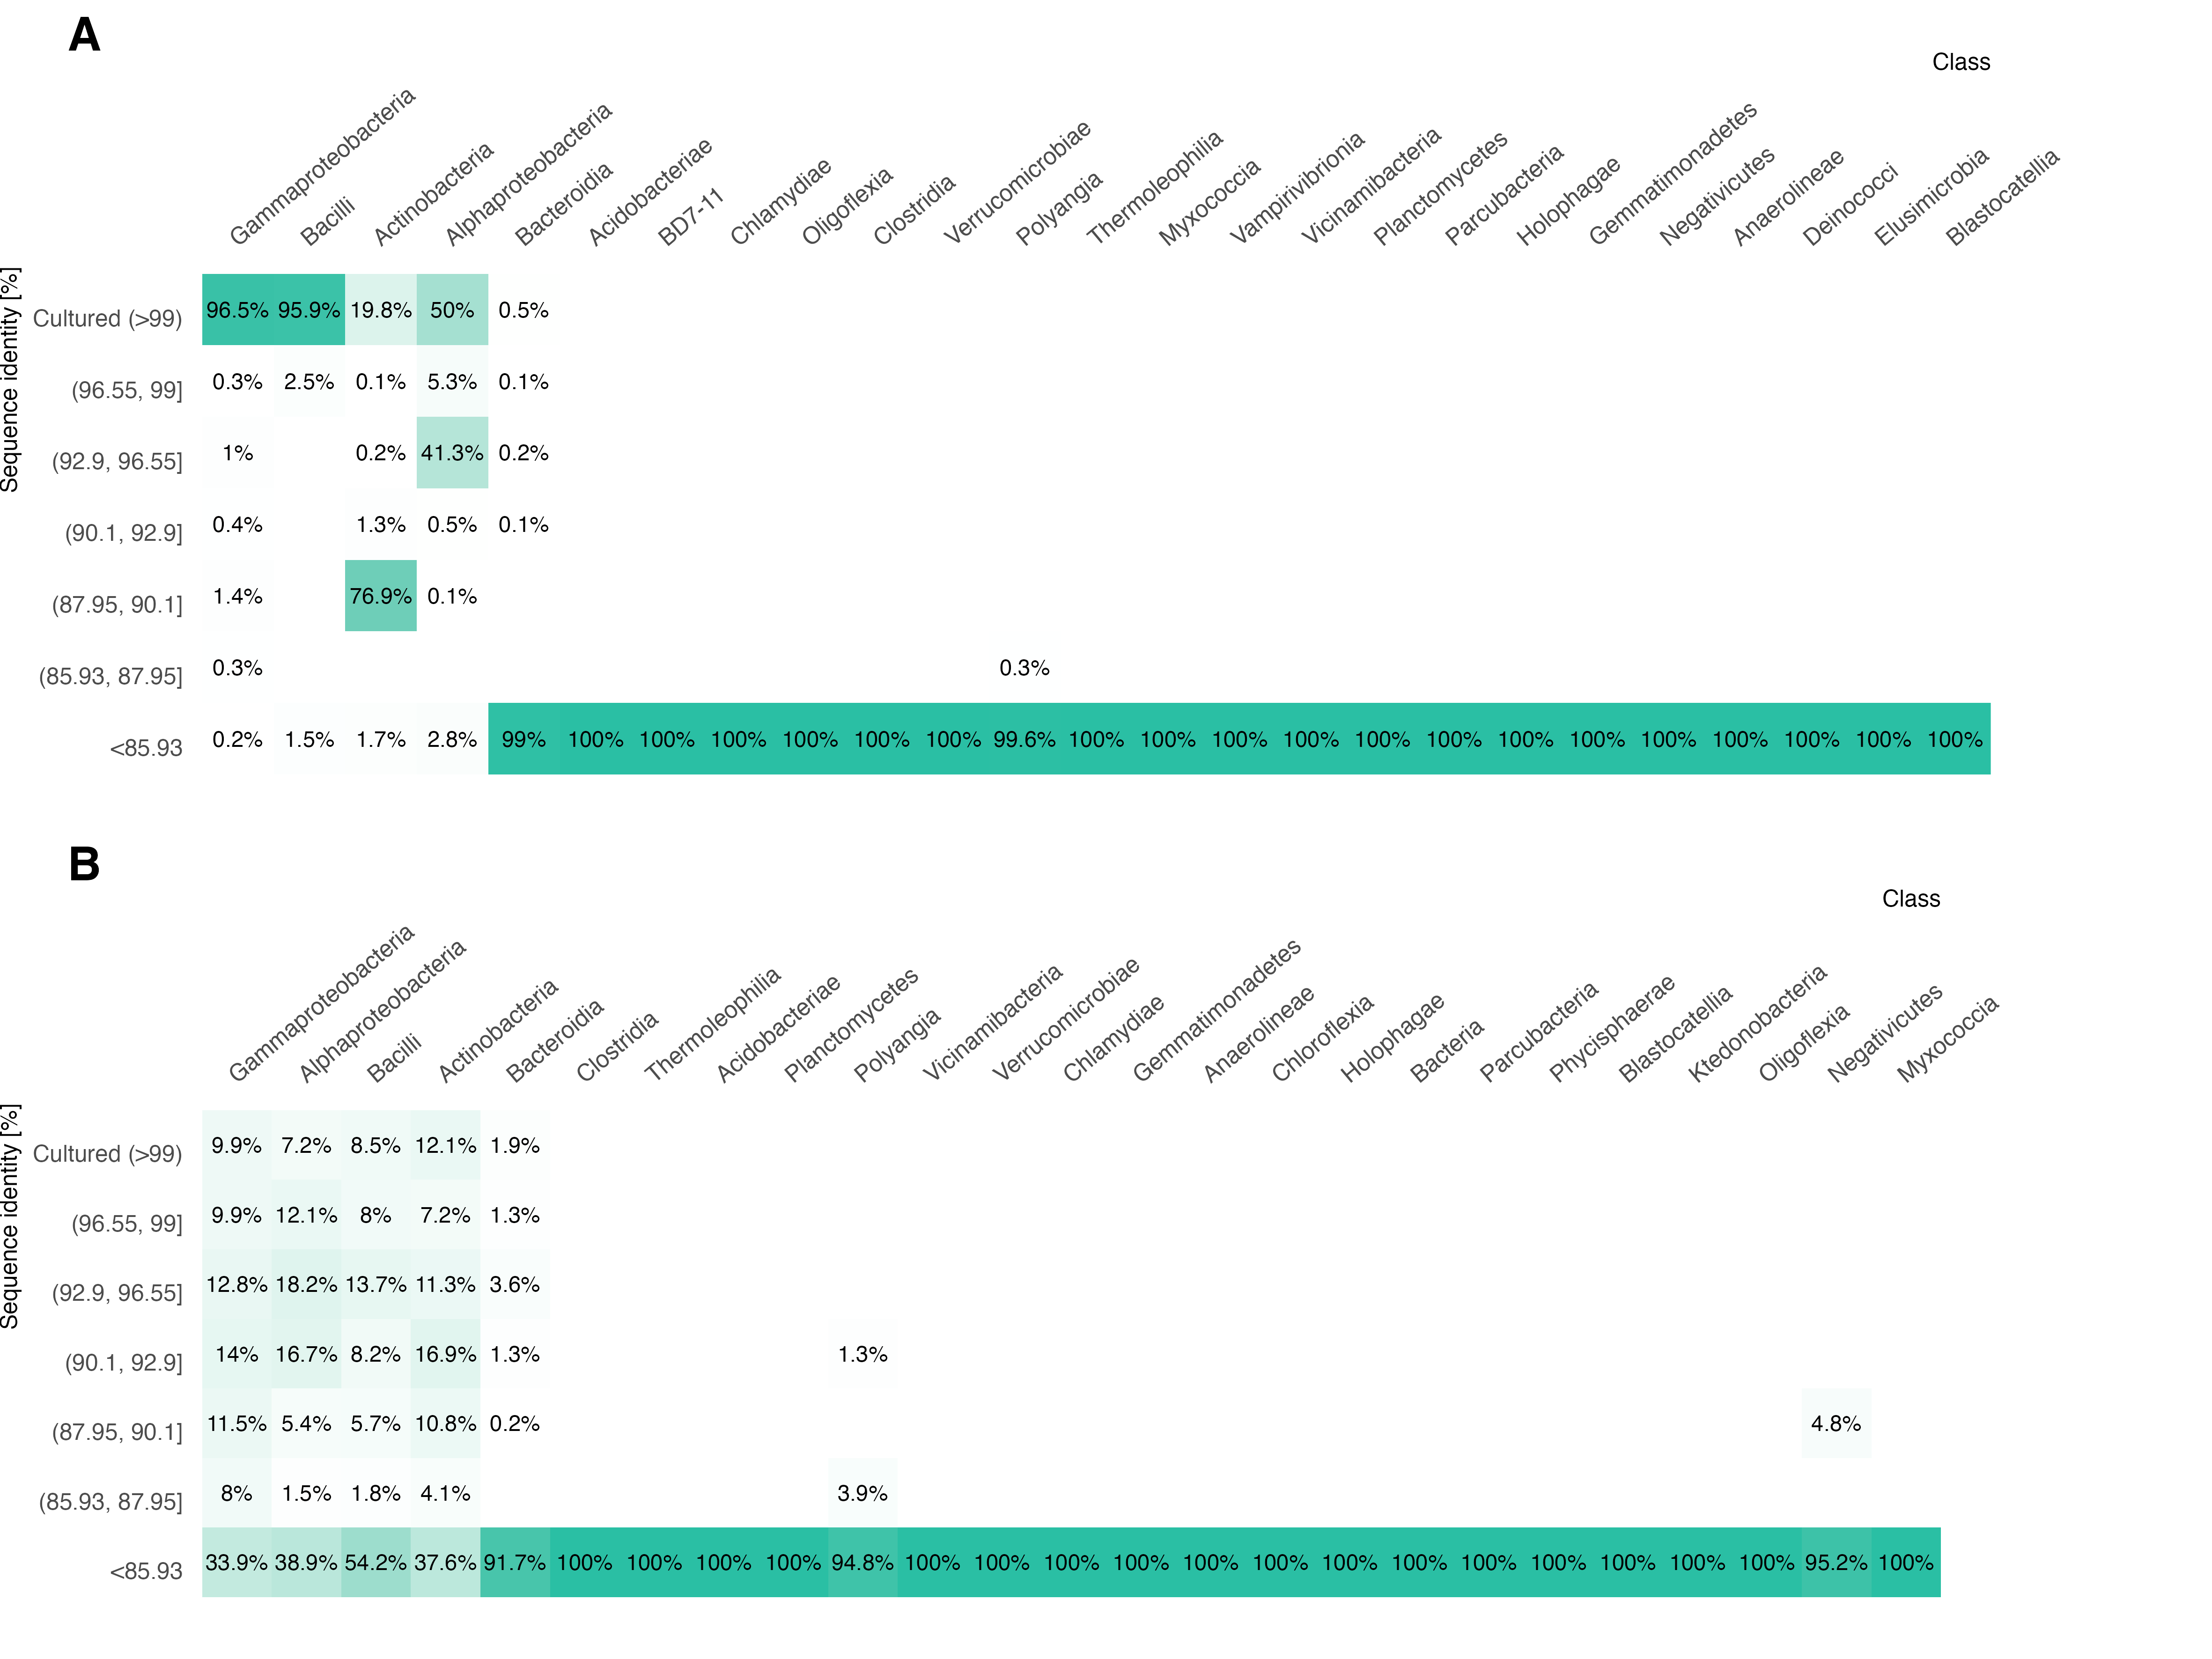 A
Class
Gammaproteobacteria Bacilli Actinobacteria Alphaproteobacteria Bacteroidia Acidobacteriae BD7-11 Chlamydiae Oligoflexia Clostridia Verrucomicrobiae Polyangia Thermoleophilia Myxococcia Vampirivibrionia Vicinamibacteria Planctomycetes Parcubacteria Holophagae Gemmatimonadetes Negativicutes Anaerolineae Deinococci Elusimicrobia Blastocatellia
Sequence identity [%]
Cultured (>99) 96.5% 95.9% 19.8% 50% 0.5%
(96.55, 99] 0.3% 2.5% 0.1% 5.3% 0.1%
(92.9, 96.55] 1% 0.2% 41.3% 0.2%
(90.1, 92.9] 0.4% 1.3% 0.5% 0.1%
(87.95, 90.1] 1.4% 76.9% 0.1%
(85.93, 87.95] 0.3% 0.3%
<85.93 0.2% 1.5% 1.7% 2.8% 99% 100% 100% 100% 100% 100% 100% 99.6% 100% 100% 100% 100% 100% 100% 100% 100% 100% 100% 100% 100% 100%
B
Class
Gammaproteobacteria Alphaproteobacteria Bacilli Actinobacteria Bacteroidia Clostridia Thermoleophilia Acidobacteriae Planctomycetes Polyangia Vicinamibacteria Verrucomicrobiae Chlamydiae Gemmatimonadetes Anaerolineae Chloroflexia Holophagae Bacteria Parcubacteria Phycisphaerae Blastocatellia Ktedonobacteria Oligoflexia Negativicutes Myxococcia
Sequence identity [%]
Cultured (>99) 9.9% 7.2% 8.5% 12.1% 1.9%
(96.55, 99] 9.9% 12.1% 8% 7.2% 1.3%
(92.9, 96.55] 12.8% 18.2% 13.7% 11.3% 3.6%
(90.1, 92.9] 14% 16.7% 8.2% 16.9% 1.3% 1.3%
(87.95, 90.1] 11.5% 5.4% 5.7% 10.8% 0.2% 4.8%
(85.93, 87.95] 8% 1.5% 1.8% 4.1% 3.9%
<85.93 33.9% 38.9% 54.2% 37.6% 91.7% 100% 100% 100% 100% 94.8% 100% 100% 100% 100% 100% 100% 100% 100% 100% 100% 100% 100% 100% 95.2% 100%